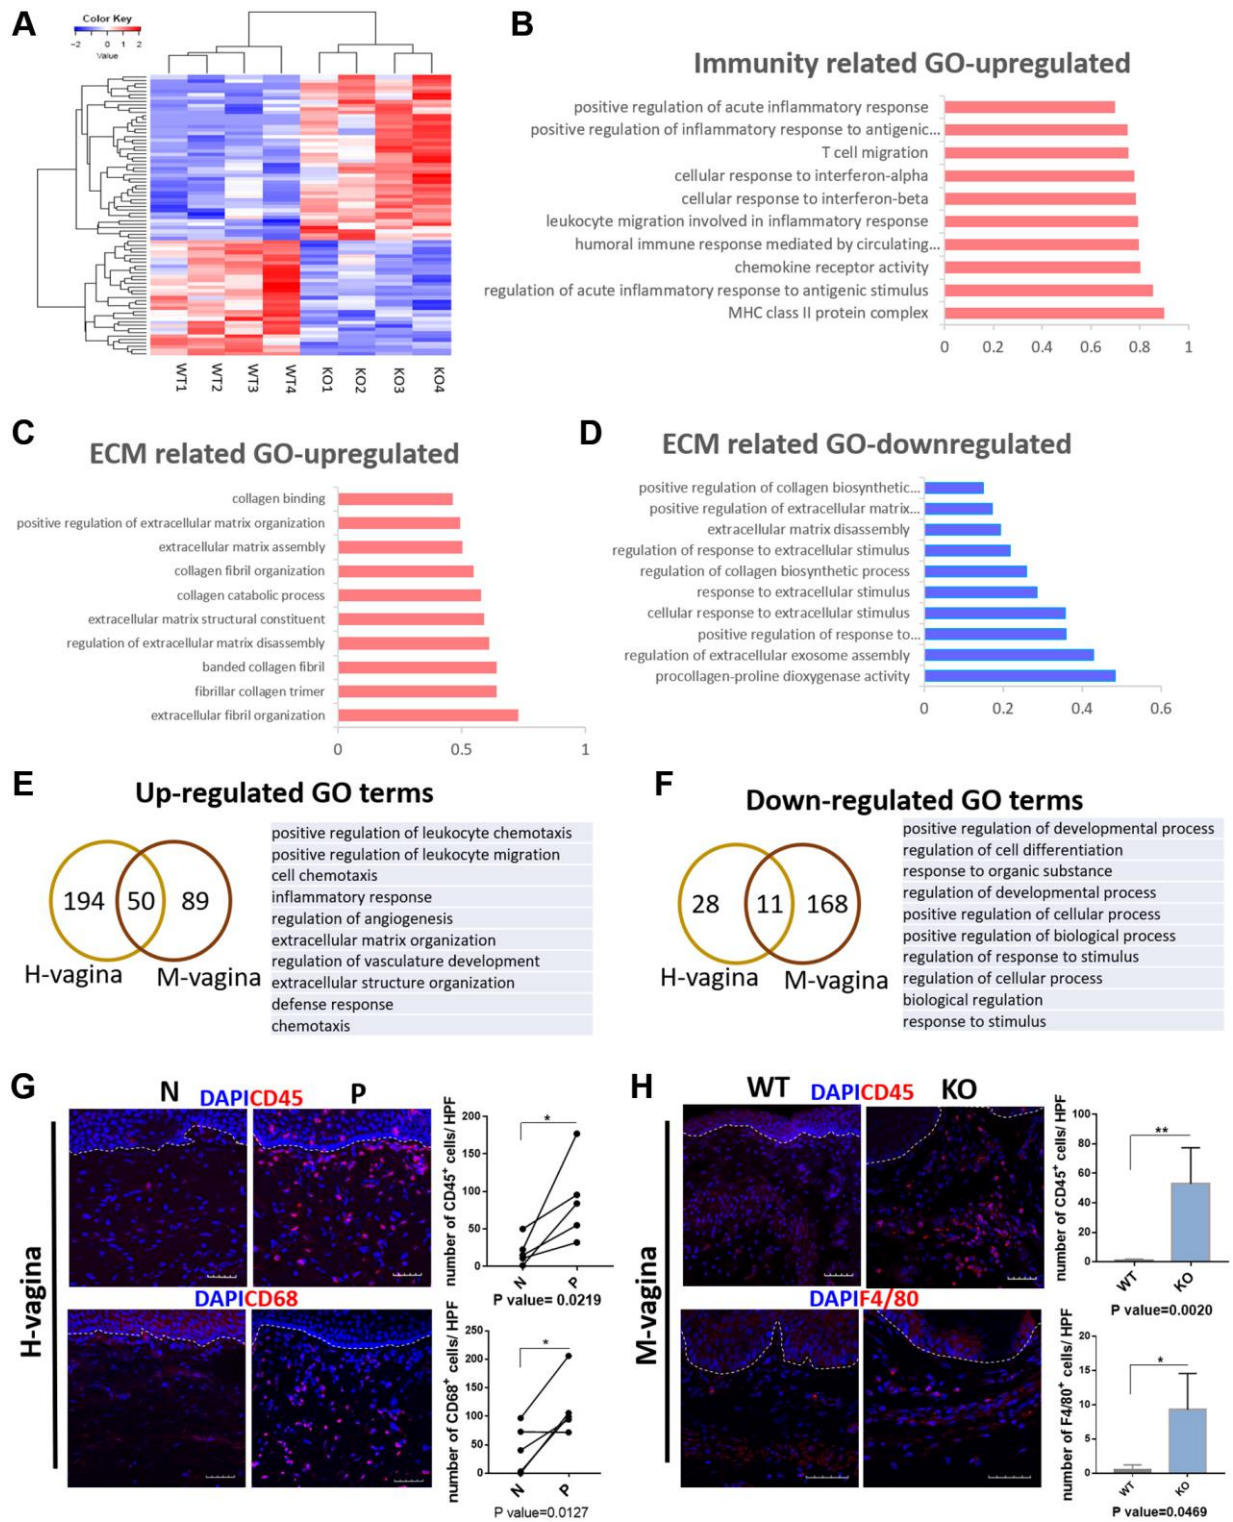 A
Color Key
−2 0 1 2
Value
WT1 WT2 WT3 WT4 KO1 KO2 KO3 KO4
B
Immunity related GO-upregulated
positive regulation of acute inflammatory response
positive regulation of inflammatory response to antigenic...
T cell migration
cellular response to interferon-alpha
cellular response to interferon-beta
leukocyte migration involved in inflammatory response
humoral immune response mediated by circulating...
chemokine receptor activity
regulation of acute inflammatory response to antigenic stimulus
MHC class II protein complex
0 0.2 0.4 0.6 0.8 1
C
ECM related GO-upregulated
collagen binding
positive regulation of extracellular matrix organization
extracellular matrix assembly
collagen fibril organization
collagen catabolic process
extracellular matrix structural constituent
regulation of extracellular matrix disassembly
banded collagen fibril
fibrillar collagen trimer
extracellular fibril organization
0 0.5 1
D
ECM related GO-downregulated
positive regulation of collagen biosynthetic...
positive regulation of extracellular matrix...
extracellular matrix disassembly
regulation of response to extracellular stimulus
regulation of collagen biosynthetic process
response to extracellular stimulus
cellular response to extracellular stimulus
positive regulation of response to...
regulation of extracellular exosome assembly
procollagen-proline dioxygenase activity
0 0.2 0.4 0.6
E
Up-regulated GO terms
194 50 89
H-vagina M-vagina
positive regulation of leukocyte chemotaxis
positive regulation of leukocyte migration
cell chemotaxis
inflammatory response
regulation of angiogenesis
extracellular matrix organization
regulation of vasculature development
extracellular structure organization
defense response
chemotaxis
F
Down-regulated GO terms
28 11 168
H-vagina M-vagina
positive regulation of developmental process
regulation of cell differentiation
response to organic substance
regulation of developmental process
positive regulation of cellular process
positive regulation of biological process
regulation of response to stimulus
regulation of cellular process
biological regulation
response to stimulus
G
N DAPICD45 P
H-vagina
DAPICD68
number of CD45+ cells/ HPF
200
150
100
50
0
*
N P
P value= 0.0219
number of CD68+ cells/ HPF
250
200
150
100
50
0
*
N P
P value=0.0127
H
WT DAPICD45 KO
M-vagina
DAPIF4/80
number of CD45+ cells/ HPF
100
80
60
40
20
0
**
WT KO
P value=0.0020
number of F4/80+ cells/ HPF
20
15
10
5
0
*
WT KO
P value=0.0469